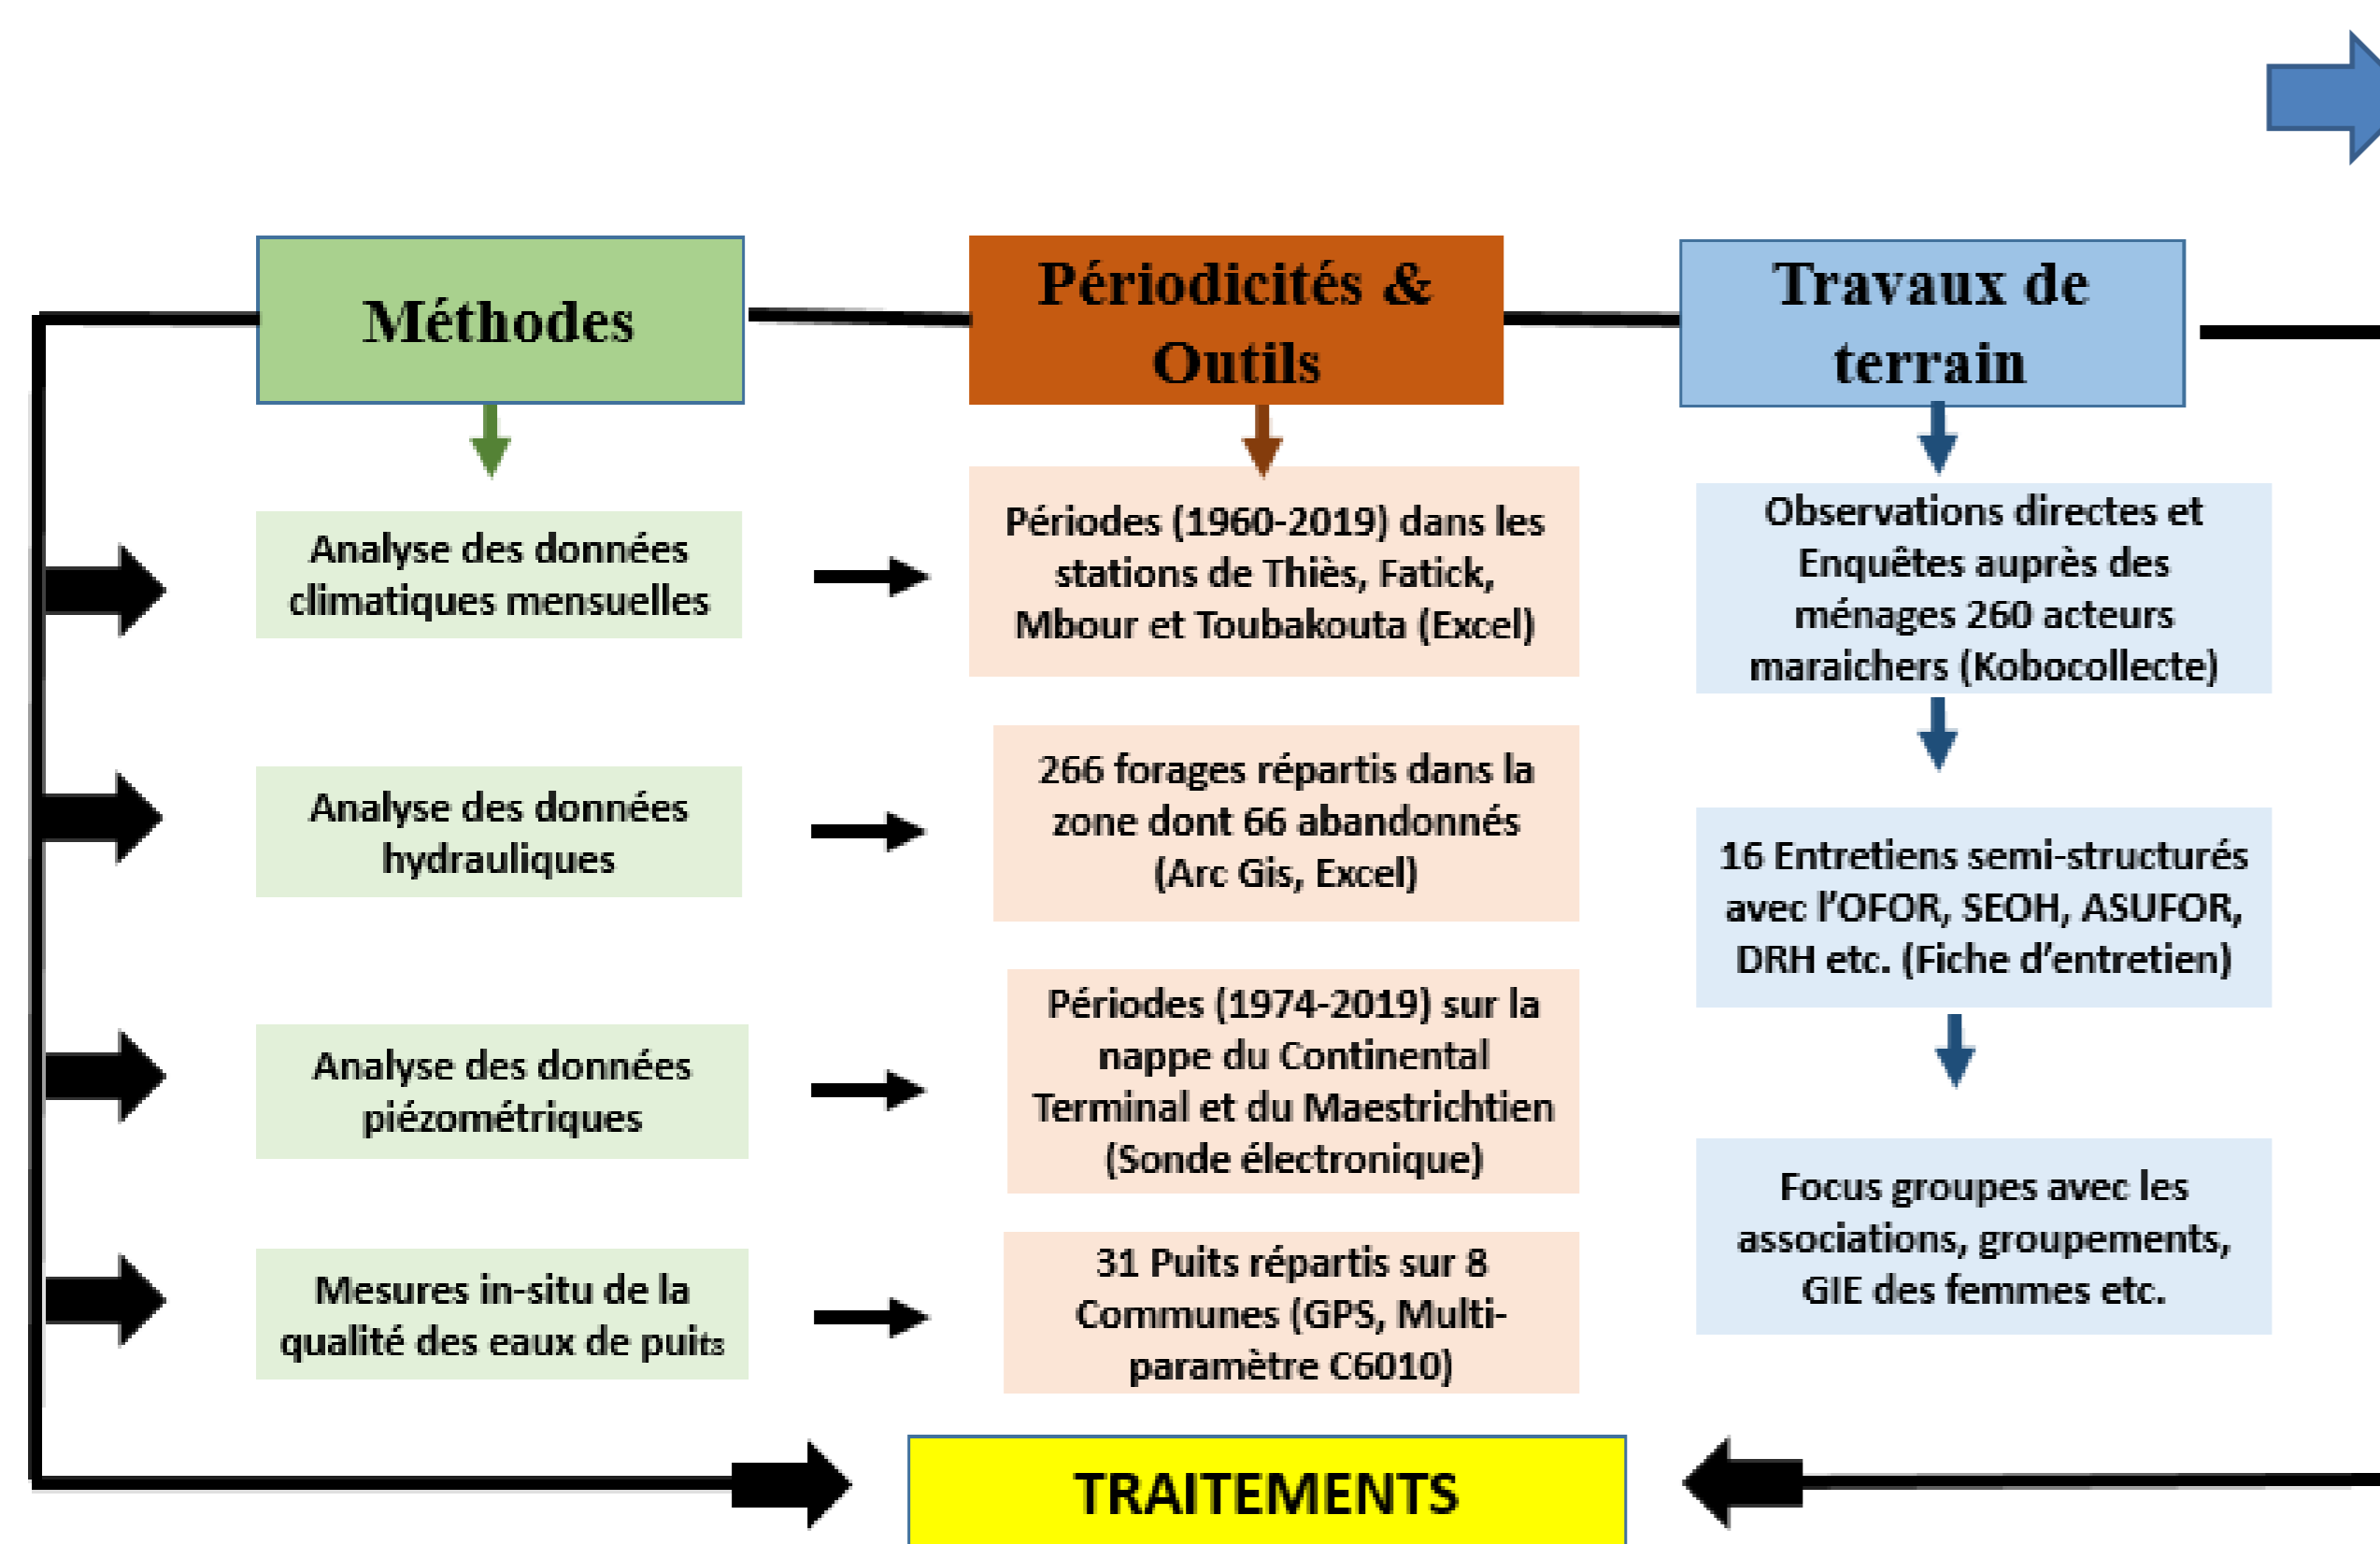 Méthodes
Périodicités &
Outils
Travaux de
terrain
Analyse des données
climatiques mensuelles
Périodes (1960-2019) dans les
stations de Thiès, Fatick,
Mbour et Toubakouta (Excel)
Observations directes et
Enquêtes auprès des
ménages 260 acteurs
maraichers (Kobocollecte)
Analyse des données
hydrauliques
266 forages répartis dans la
zone dont 66 abandonnés
(Arc Gis, Excel)
16 Entretiens semi-structurés
avec l'OFOR, SEOH, ASUFOR,
DRH etc. (Fiche d'entretien)
Analyse des données
piézométriques
Périodes (1974-2019) sur la
nappe du Continental
Terminal et du Maestrichtien
(Sonde électronique)
Focus groupes avec les
associations, groupements,
GIE des femmes etc.
Mesures in-situ de la
qualité des eaux de puits
31 Puits répartis sur 8
Communes (GPS, Multi-
paramètre C6010)
TRAITEMENTS